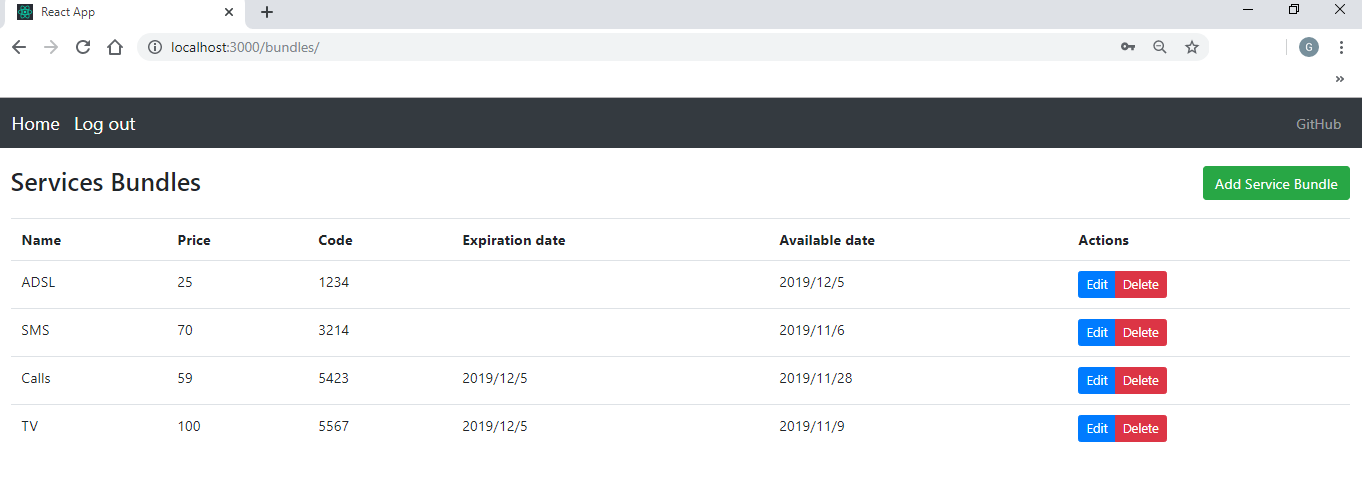 React App
localhost:3000/bundles/
G
»
Home Log out GitHub
Services Bundles Add Service Bundle
Name Price Code Expiration date Available date Actions
ADSL 25 1234 2019/12/5 Edit Delete
SMS 70 3214 2019/11/6 Edit Delete
Calls 59 5423 2019/12/5 2019/11/28 Edit Delete
TV 100 5567 2019/12/5 2019/11/9 Edit Delete